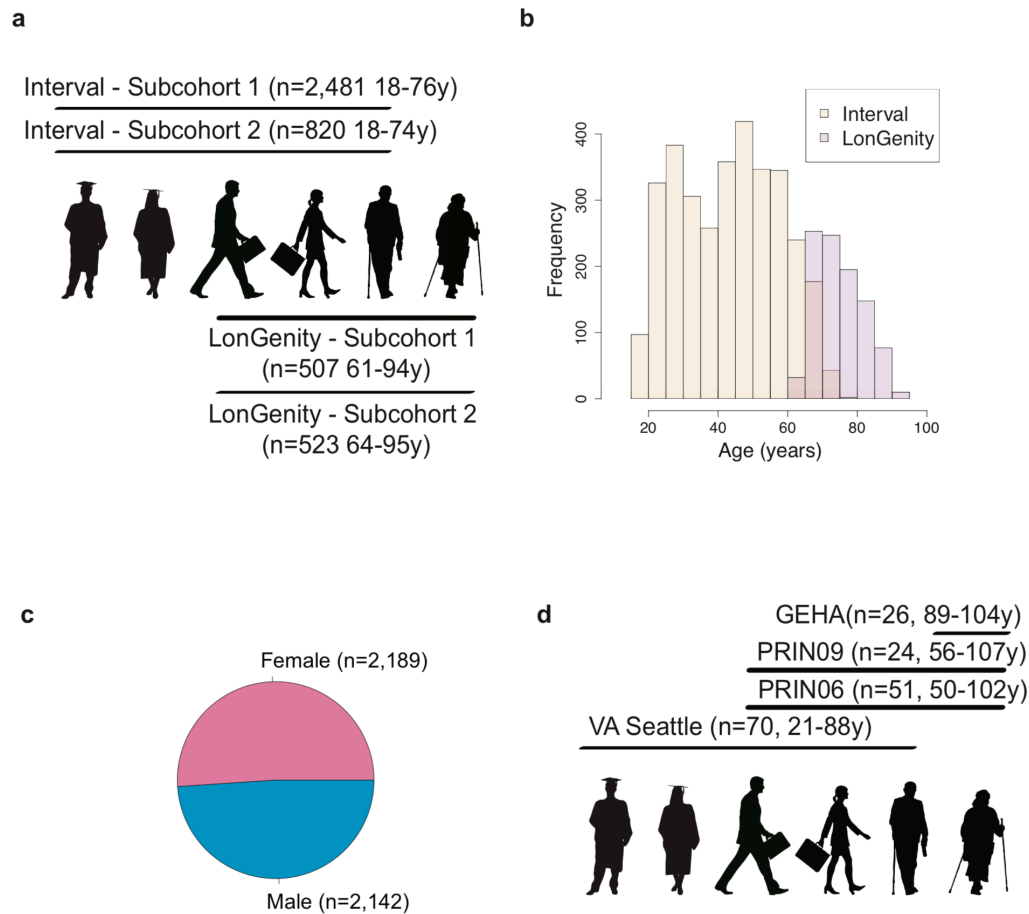 a
Interval - Subcohort 1 (n=2,481 18-76y)
Interval - Subcohort 2 (n=820 18-74y)
LonGenity - Subcohort 1
(n=507 61-94y)
LonGenity - Subcohort 2
(n=523 64-95y)
b
Interval
LonGenity
Frequency
0
100
200
300
400
20
40
60
80
100
Age (years)
c
Female (n=2,189)
Male (n=2,142)
d
GEHA(n=26, 89-104y)
PRIN09 (n=24, 56-107y)
PRIN06 (n=51, 50-102y)
VA Seattle (n=70, 21-88y)